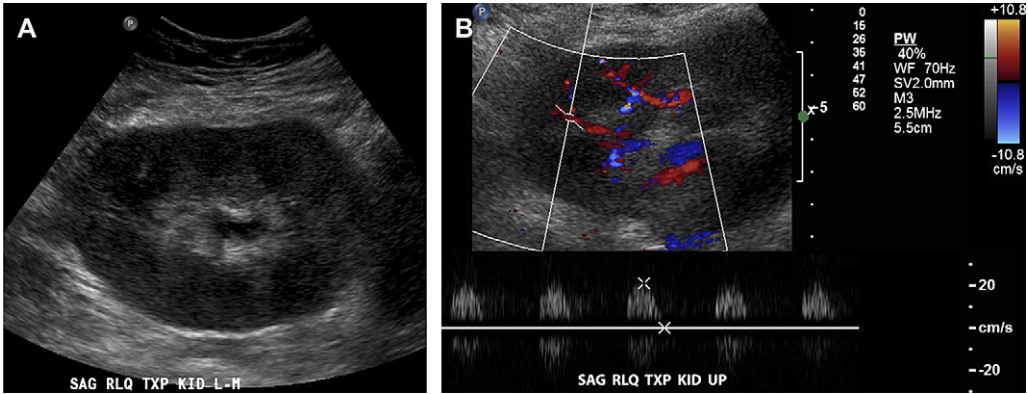 A
P
SAG RLQ TXP KID L-M
B
P
0
15
26
35
41
47
52
60
5
PW
40%
WF 70Hz
SV2.0mm
M3
2.5MHz
5.5cm
+10.8
-10.8
cm/s
20
cm/s
-20
SAG RLQ TXP KID UP